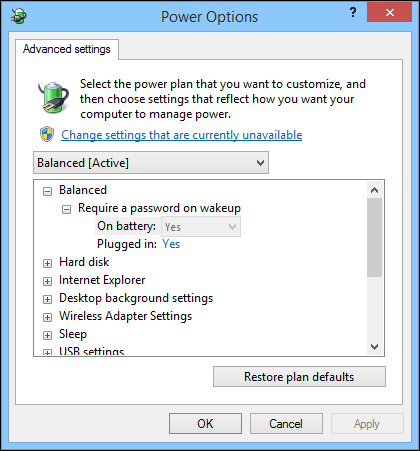 Power Options
?
Advanced settings
Select the power plan that you want to customize, and
then choose settings that reflect how you want your
computer to manage power.
Change settings that are currently unavailable
Balanced [Active]
Balanced
Require a password on wakeup
On battery: Yes
Plugged in: Yes
Hard disk
Internet Explorer
Desktop background settings
Wireless Adapter Settings
Sleep
USB settings
Restore plan defaults
OK Cancel Apply